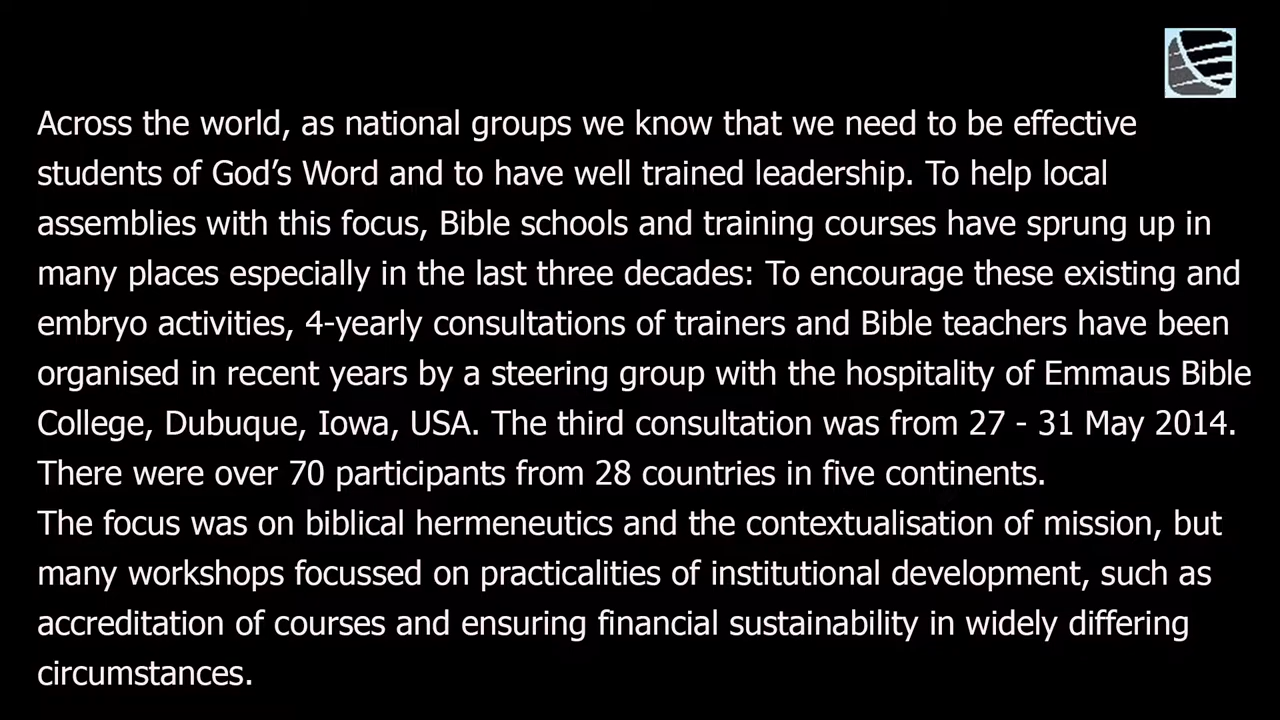 Across the world, as national groups we know that we need to be effective
students of God’s Word and to have well trained leadership. To help local
assemblies with this focus, Bible schools and training courses have sprung up in
many places especially in the last three decades: To encourage these existing and
embryo activities, 4-yearly consultations of trainers and Bible teachers have been
organised in recent years by a steering group with the hospitality of Emmaus Bible
College, Dubuque, Iowa, USA. The third consultation was from 27 - 31 May 2014.
There were over 70 participants from 28 countries in five continents.
The focus was on biblical hermeneutics and the contextualisation of mission, but
many workshops focussed on practicalities of institutional development, such as
accreditation of courses and ensuring financial sustainability in widely differing
circumstances.